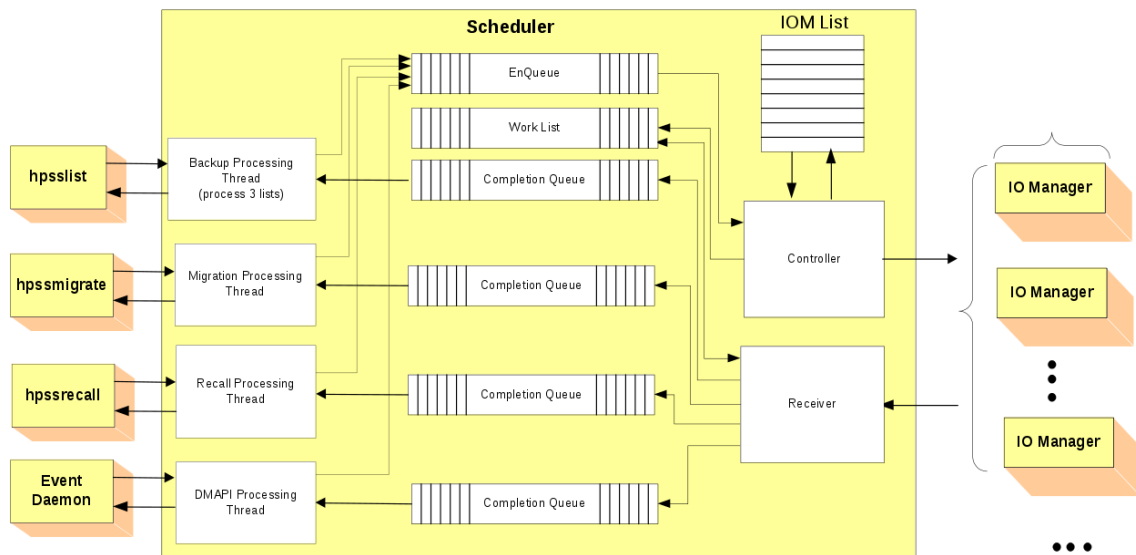 Scheduler
IOM List
EnQueue
Work List
Completion Queue
Completion Queue
Completion Queue
Completion Queue
hpsslist
Backup Processing
Thread
(process 3 lists)
hpssmigrate
Migration Processing
Thread
hpssrecall
Recall Processing
Thread
Event
Daemon
DMAPI Processing
Thread
Controller
Receiver
IO Manager
IO Manager
IO Manager